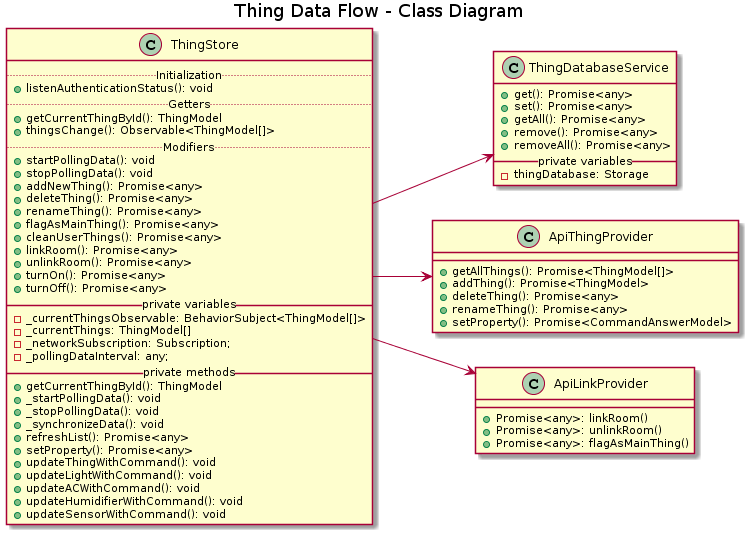 Thing Data Flow - Class Diagram
C ThingStore
Initialization
listenAuthenticationStatus(): void
Getters
getCurrentThingById(): ThingModel
thingsChange(): Observable<ThingModel[]>
Modifiers
startPollingData(): void
stopPollingData(): void
addNewThing(): Promise<any>
deleteThing(): Promise<any>
renameThing(): Promise<any>
flagAsMainThing(): Promise<any>
cleanUserThings(): Promise<any>
linkRoom(): Promise<any>
unlinkRoom(): Promise<any>
turnOn(): Promise<any>
turnOff(): Promise<any>
private variables
_currentThingsObservable: BehaviorSubject<ThingModel[]>
_currentThings: ThingModel[]
_networkSubscription: Subscription;
_pollingDataInterval: any;
private methods
getCurrentThingById(): ThingModel
_startPollingData(): void
_stopPollingData(): void
_synchronizeData(): void
refreshList(): Promise<any>
setProperty(): Promise<any>
updateThingWithCommand(): void
updateLightWithCommand(): void
updateACWithCommand(): void
updateHumidifierWithCommand(): void
updateSensorWithCommand(): void
C ThingDatabaseService
get(): Promise<any>
set(): Promise<any>
getAll(): Promise<any>
remove(): Promise<any>
removeAll(): Promise<any>
private variables
thingDatabase: Storage
C ApiThingProvider
getAllThings(): Promise<ThingModel[]>
addThing(): Promise<ThingModel>
deleteThing(): Promise<any>
renameThing(): Promise<any>
setProperty(): Promise<CommandAnswerModel>
C ApiLinkProvider
Promise<any>: linkRoom()
Promise<any>: unlinkRoom()
Promise<any>: flagAsMainThing()